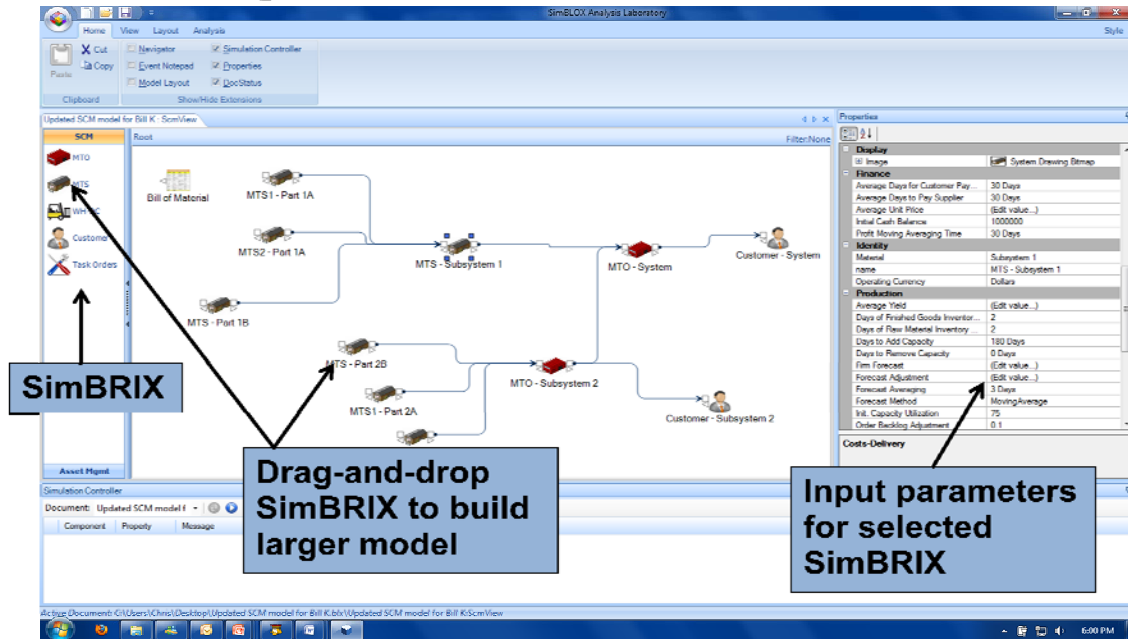 SimBLOX Analysis Laboratory
Home View Layout Analysis
Style
Paste
Cut
Copy
Navigator
Event Notepad
Model Layout
Simulation Controller
Properties
DocStatus
Clipboard
Show/Hide Extensions
Updated SCM model for Bill K : ScmView
SCM
MTO
MTS
Customer
Task Orders
Asset Mgmt
Root
Filter:None
Bill of Material
MTS1 - Part 1A
MTS2 - Part 1A
MTS - Part 1B
MTS - Subsystem 1
MTO - System
Customer - System
MTS - Part 2B
MTS1 - Part 2A
MTO - Subsystem 2
Customer - Subsystem 2
Properties
Display
Image System.Drawing.Bitmap
Finance
Average Days for Customer Pay... 30 Days
Average Days to Pay Supplier 30 Days
Average Unit Price (Edit value...)
Initial Cash Balance 1000000
Profit Moving Averaging Time 30 Days
Identity
Material Subsystem 1
name MTS - Subsystem 1
Operating Currency Dollars
Production
Average Yield (Edit value...)
Days of Finished Goods Inventor... 2
Days of Raw Material Inventory ... 2
Days to Add Capacity 180 Days
Days to Remove Capacity 0 Days
Firm Forecast (Edit value...)
Forecast Adjustment (Edit value...)
Forecast Averaging 3 Days
Forecast Method MovingAverage
Init. Capacity Utilization 75
Order Backlog Adjustment 0.1
Costs-Delivery
SimBRIX
Drag-and-drop
SimBRIX to build
larger model
Input parameters
for selected
SimBRIX
Simulation Controller
Document: Updated SCM model f
Component Property Message
Active Document: C:\Users\Chris\Desktop\Updated SCM model for Bill K.blx\Updated SCM model for Bill K:ScmView
6:00 PM